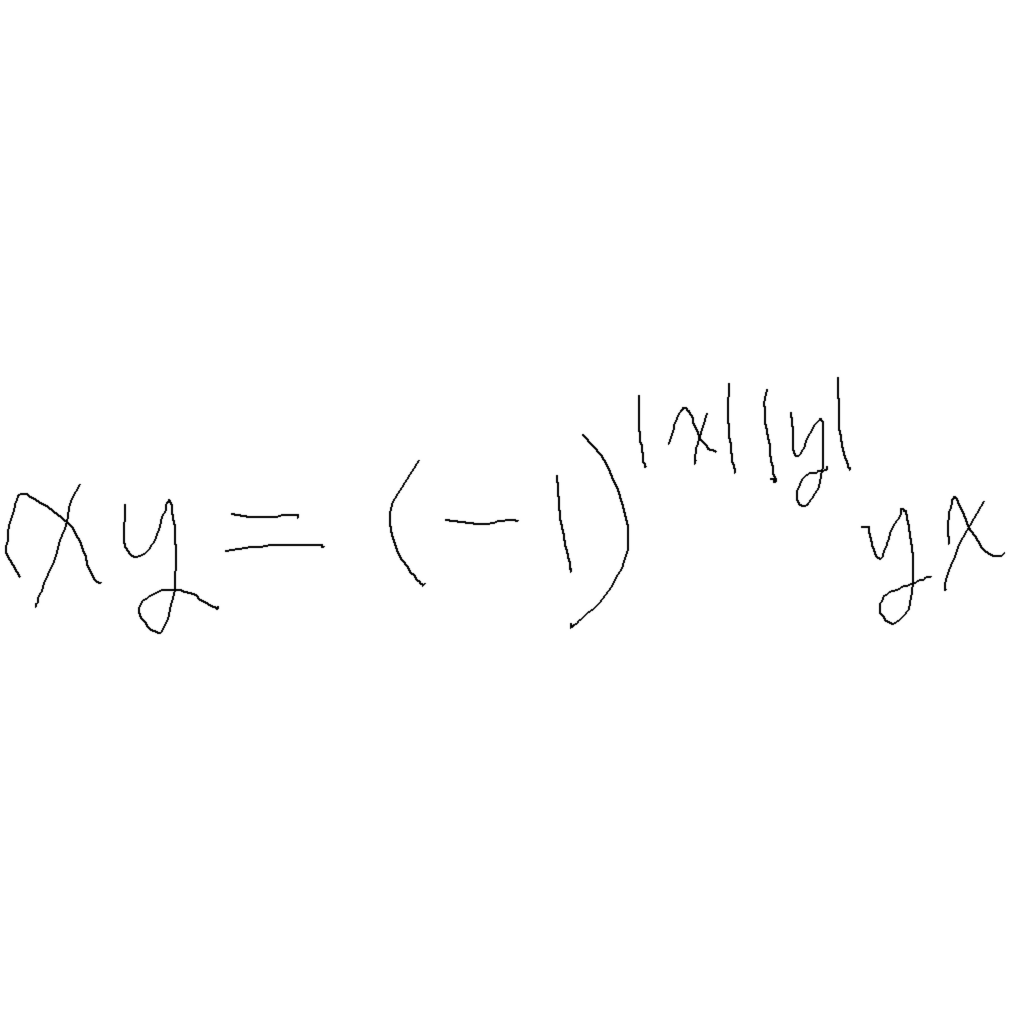 xy = (-1)^{|x||y|} yx